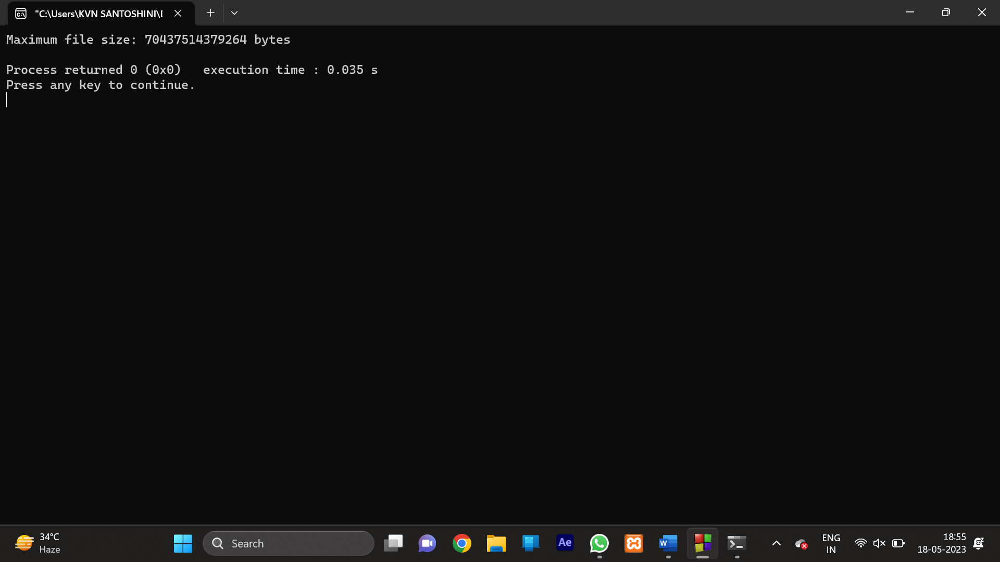 "C:\Users\KVN SANTOSHINI\
Maximum file size: 70437514379264 bytes
Process returned 0 (0x0)   execution time : 0.035 s
Press any key to continue.
34°C
Haze
Search
Ae
W
ENG
IN
18:55
18-05-2023